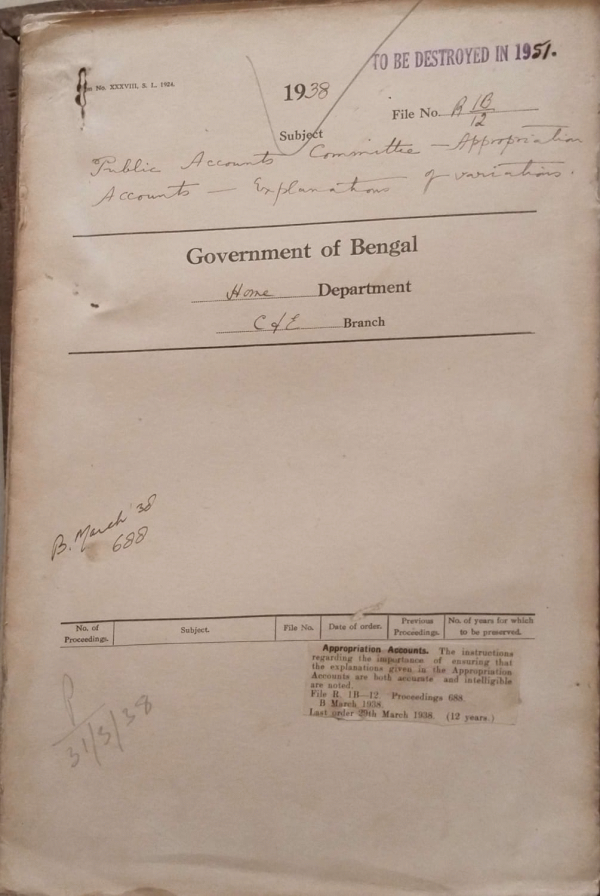 TO BE DESTROYED IN 1951.
No. XXXVIII, S. L., 1924.
1938
File No. R 1B/12
Subject
Public Accounts Committee — Appropriation
Accounts — Explanations of variations.
Government of Bengal
Home Department
C & E Branch
B. March '38
688
No. of Proceedings.
Subject.
File No.
Date of order.
Previous Proceedings.
No. of years for which to be preserved.
Appropriation Accounts. The instructions
regarding the importance of ensuring that
the explanations given in the Appropriation
Accounts are both accurate and intelligible
are noted.
File R. 1B—12. Proceedings 688.
B March 1938.
Last order 29th March 1938. (12 years.)
P
31/3/38